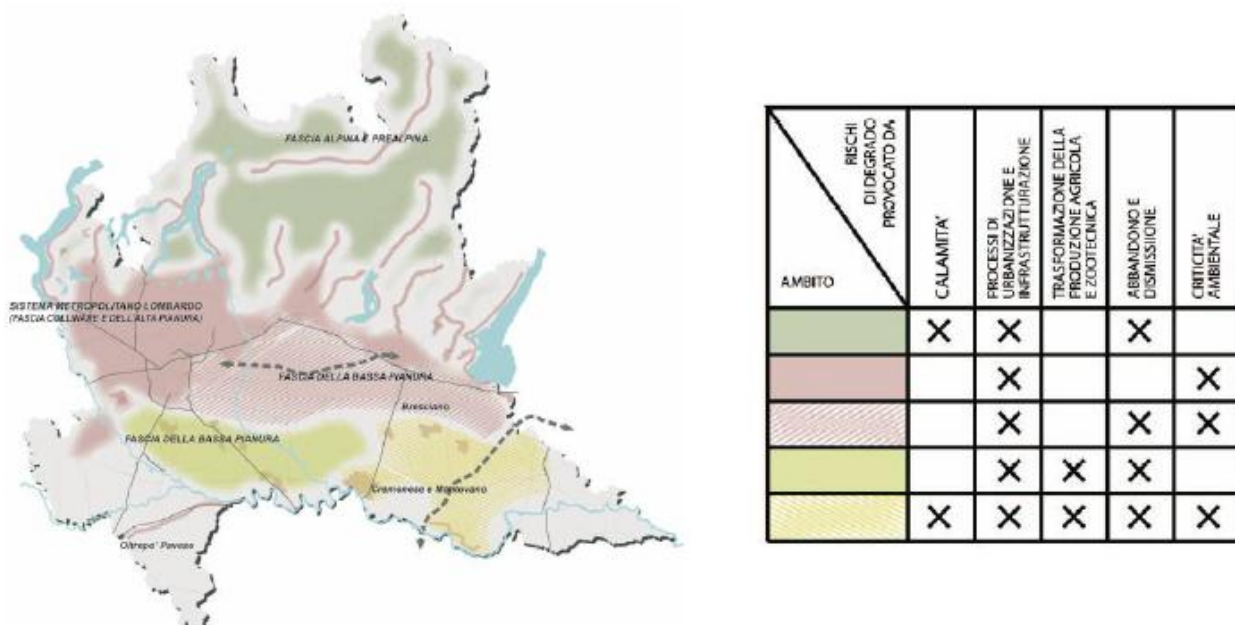 FASCIA ALPINA E PREALPINA
SISTEMA METROPOLITANO LOMBARDO
(FASCIA COLLINARE E DELL'ALTA PIANURA)
FASCIA DELLA BASSA PIANURA
Bresciano
FASCIA DELLA BASSA PIANURA
Cremonese e Mantovano
Oltrepo' Pavese
RISCHI
DI DEGRADO
PROVOCATO DA
AMBITO
CALAMITA'
PROCESSI DI
URBANIZZAZIONE E
INFRASTRUTTURAZIONE
TRASFORMAZIONE DELLA
PRODUZIONE AGRICOLA
E ZOOTECNICA
ABBANDONO E
DISMISSIIONE
CRITICITA'
AMBIENTALE
X X X
X X
X X X
X X X
X X X X X